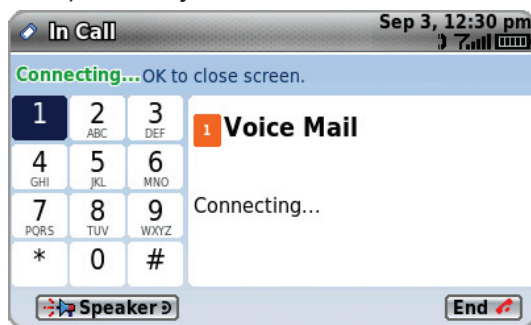 In Call
Sep 3, 12:30 pm
Connecting...OK to close screen.
1 2 ABC 3 DEF
4 GHI 5 JKL 6 MNO
7 PQRS 8 TUV 9 WXYZ
* 0 #
1 Voice Mail
Connecting...
Speaker
End